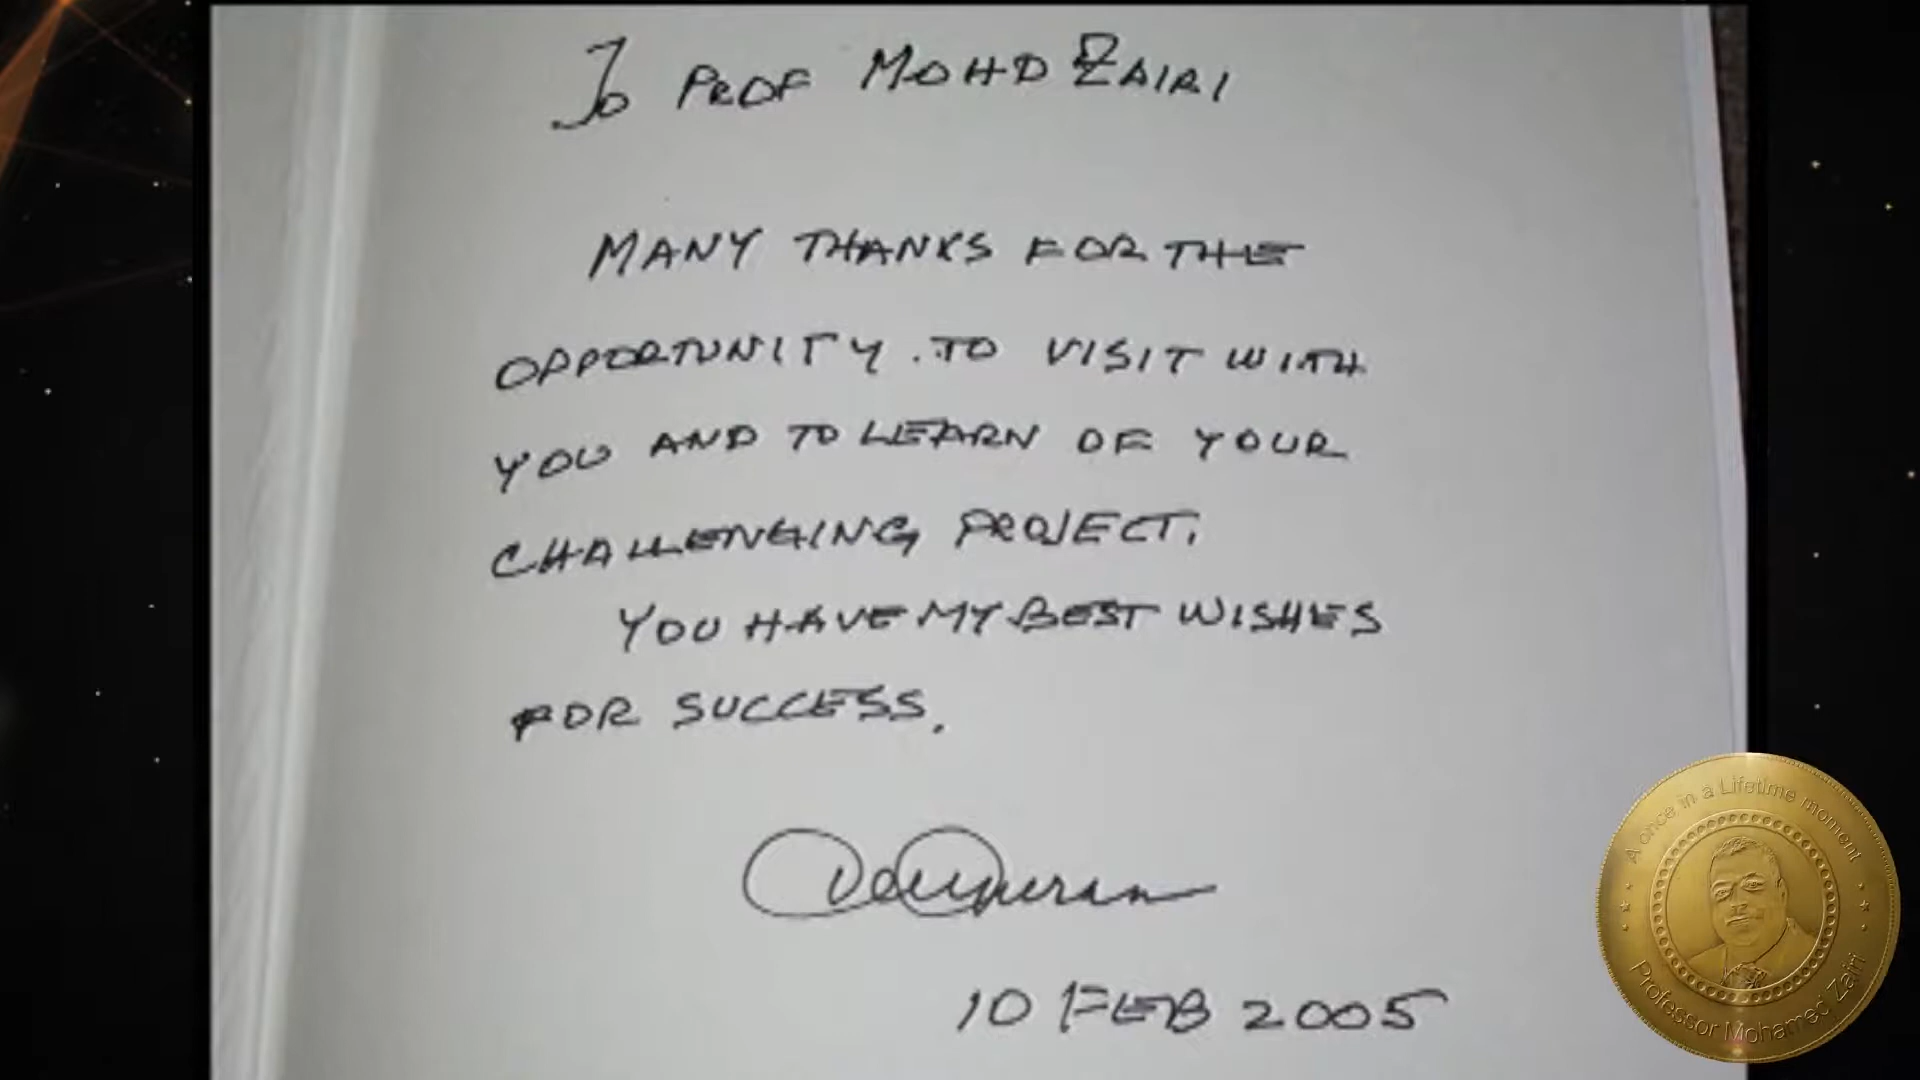 To PROF MOHD ZAIRI
MANY THANKS FOR THE
OPPORTUNITY. TO VISIT WITH
YOU AND TO LEARN OF YOUR
CHALLENGING PROJECT.
YOU HAVE MY BEST WISHES
FOR SUCCESS.
10 FEB 2005
A once in a Lifetime moment
Professor Mohamed Zairi